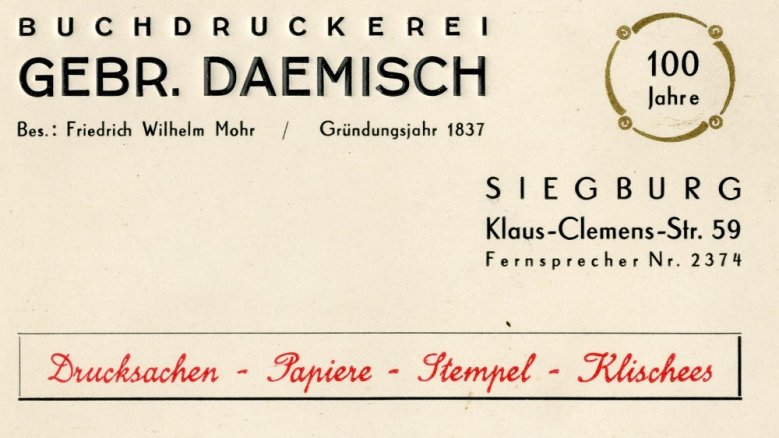 BUCHDRUCKEREI
GEBR. DAEMISCH
Bes.: Friedrich Wilhelm Mohr / Gründungsjahr 1837
100
Jahre
SIEGBURG
Klaus-Clemens-Str. 59
Fernsprecher Nr. 2374
Drucksachen - Papiere - Stempel - Klischees